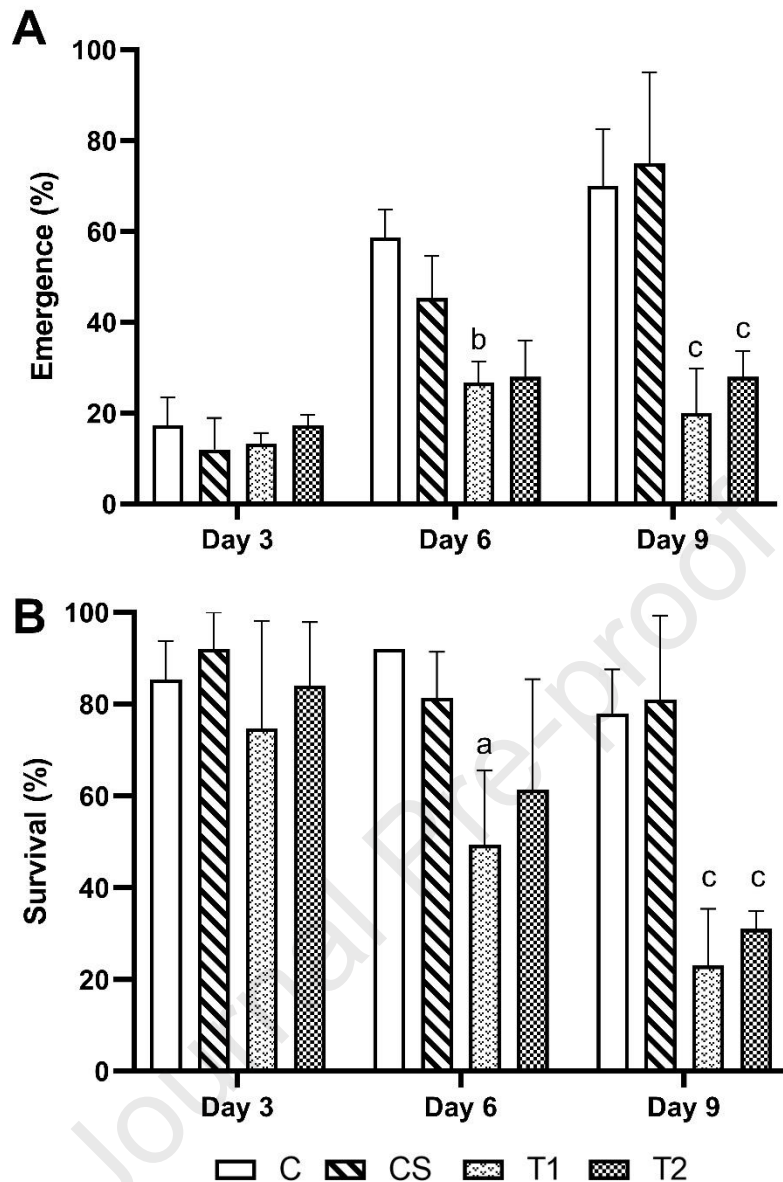 A
100
80
60
40
20
0
Emergence (%)
b
c
c
Day 3
Day 6
Day 9
B
100
80
60
40
20
0
Survival (%)
a
c
c
Day 3
Day 6
Day 9
C CS T1 T2
Journal Pre-proof